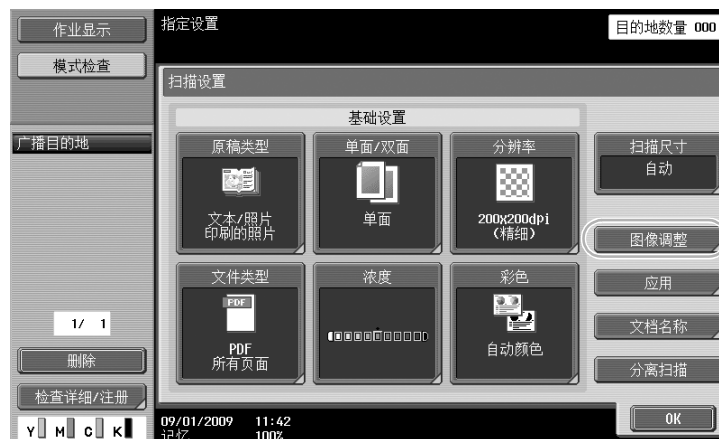 作业显示
指定设置
目的地数量 000
模式检查
扫描设置
基础设置
广播目的地
原稿类型
单面/双面
分辨率
扫描尺寸
自动
文本/照片
印刷的照片
单面
200x200dpi
(精细)
图像调整
文件类型
浓度
彩色
应用
PDF
1/ 1
文档名称
PDF
所有页面
自动颜色
删除
分离扫描
检查详细/注册
OK
09/01/2009 11:42
Y M C K
记忆 100%